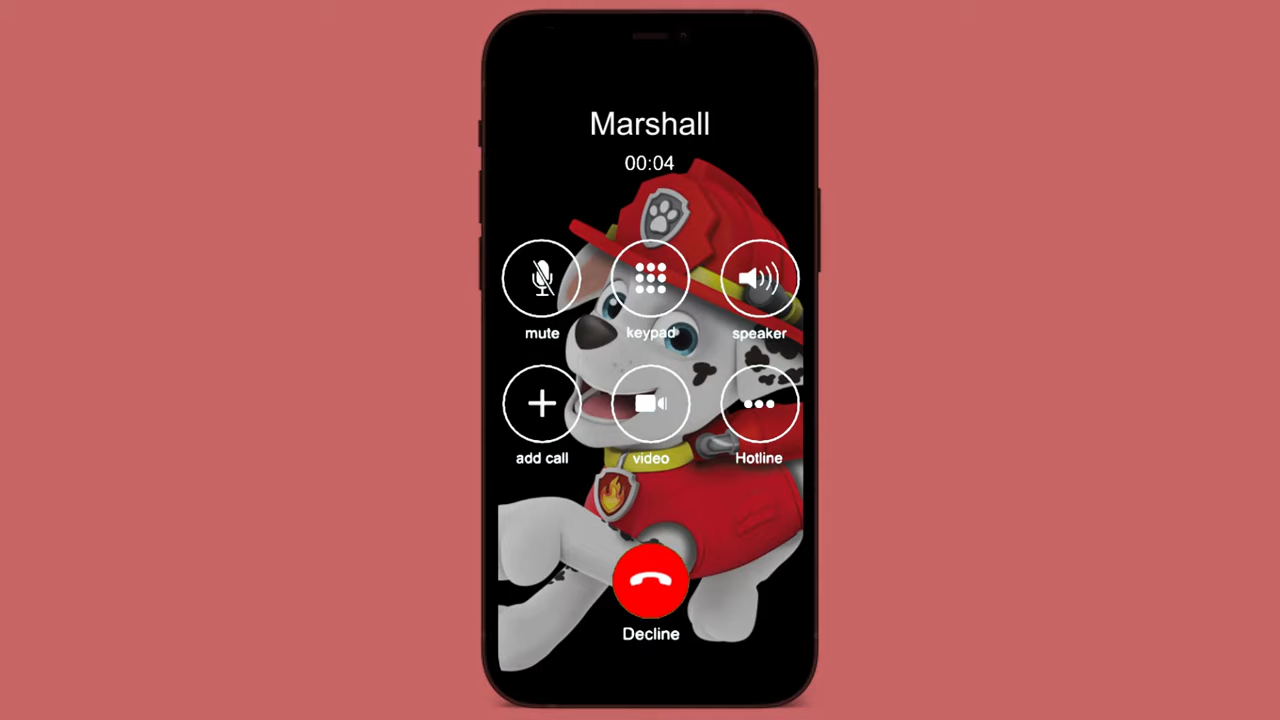 Marshall
00:04
mute keypad speaker
add call video Hotline
Decline